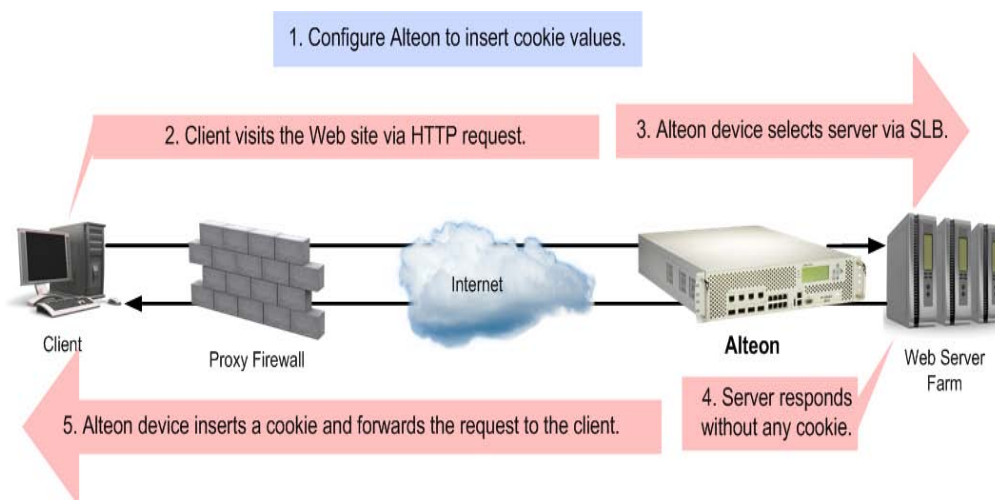 1. Configure Alteon to insert cookie values.
2. Client visits the Web site via HTTP request.
3. Alteon device selects server via SLB.
Internet
Client
Proxy Firewall
Alteon
Web Server
Farm
4. Server responds
without any cookie.
5. Alteon device inserts a cookie and forwards the request to the client.